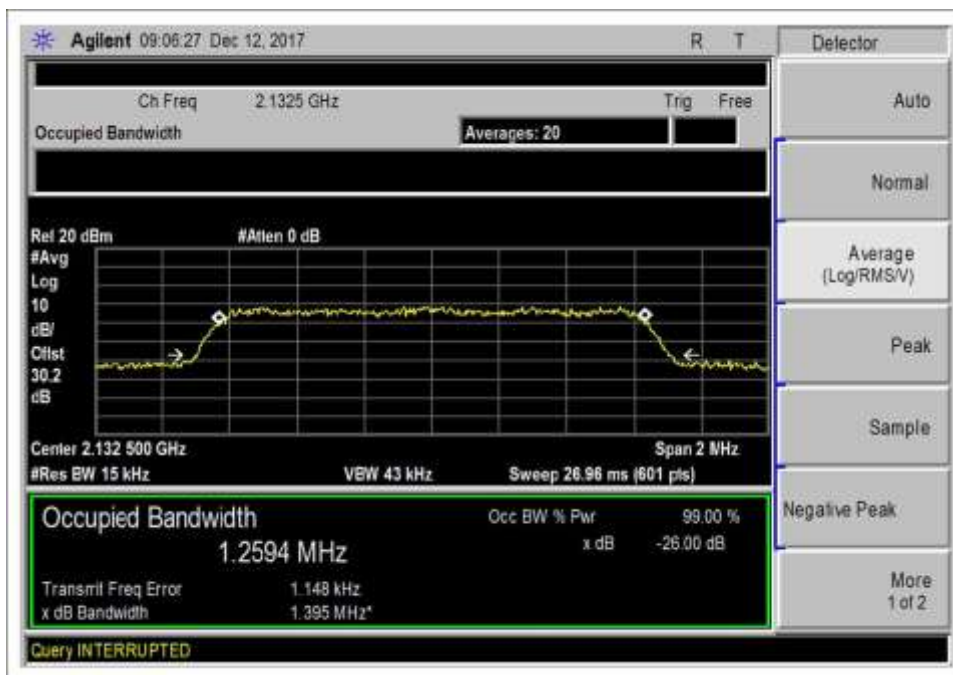 Agilent 09:06:27 Dec 12, 2017 R T
Detector
Ch Freq 2.1325 GHz Trig Free
Occupied Bandwidth Averages: 20
Auto
Normal
Average
(Log/RMS/V)
Peak
Sample
Negative Peak
More
1 of 2
Ref 20 dBm #Atten 0 dB
#Avg
Log
10
dB/
Offst
30.2
dB
Center 2.132 500 GHz Span 2 MHz
#Res BW 15 kHz VBW 43 kHz Sweep 26.96 ms (601 pts)
Occupied Bandwidth Occ BW % Pwr 99.00 %
1.2594 MHz x dB -26.00 dB
Transmit Freq Error 1.148 kHz
x dB Bandwidth 1.395 MHz*
Query INTERRUPTED